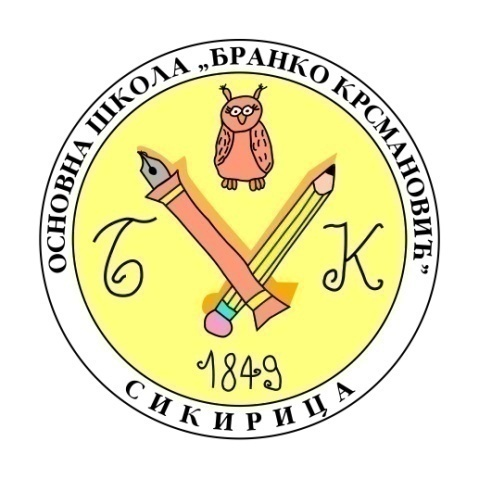 ОСНОВНА ШКОЛА „БРАНКО КРСМАНОВИЋ”
Б К
1849
СИКИРИЦА